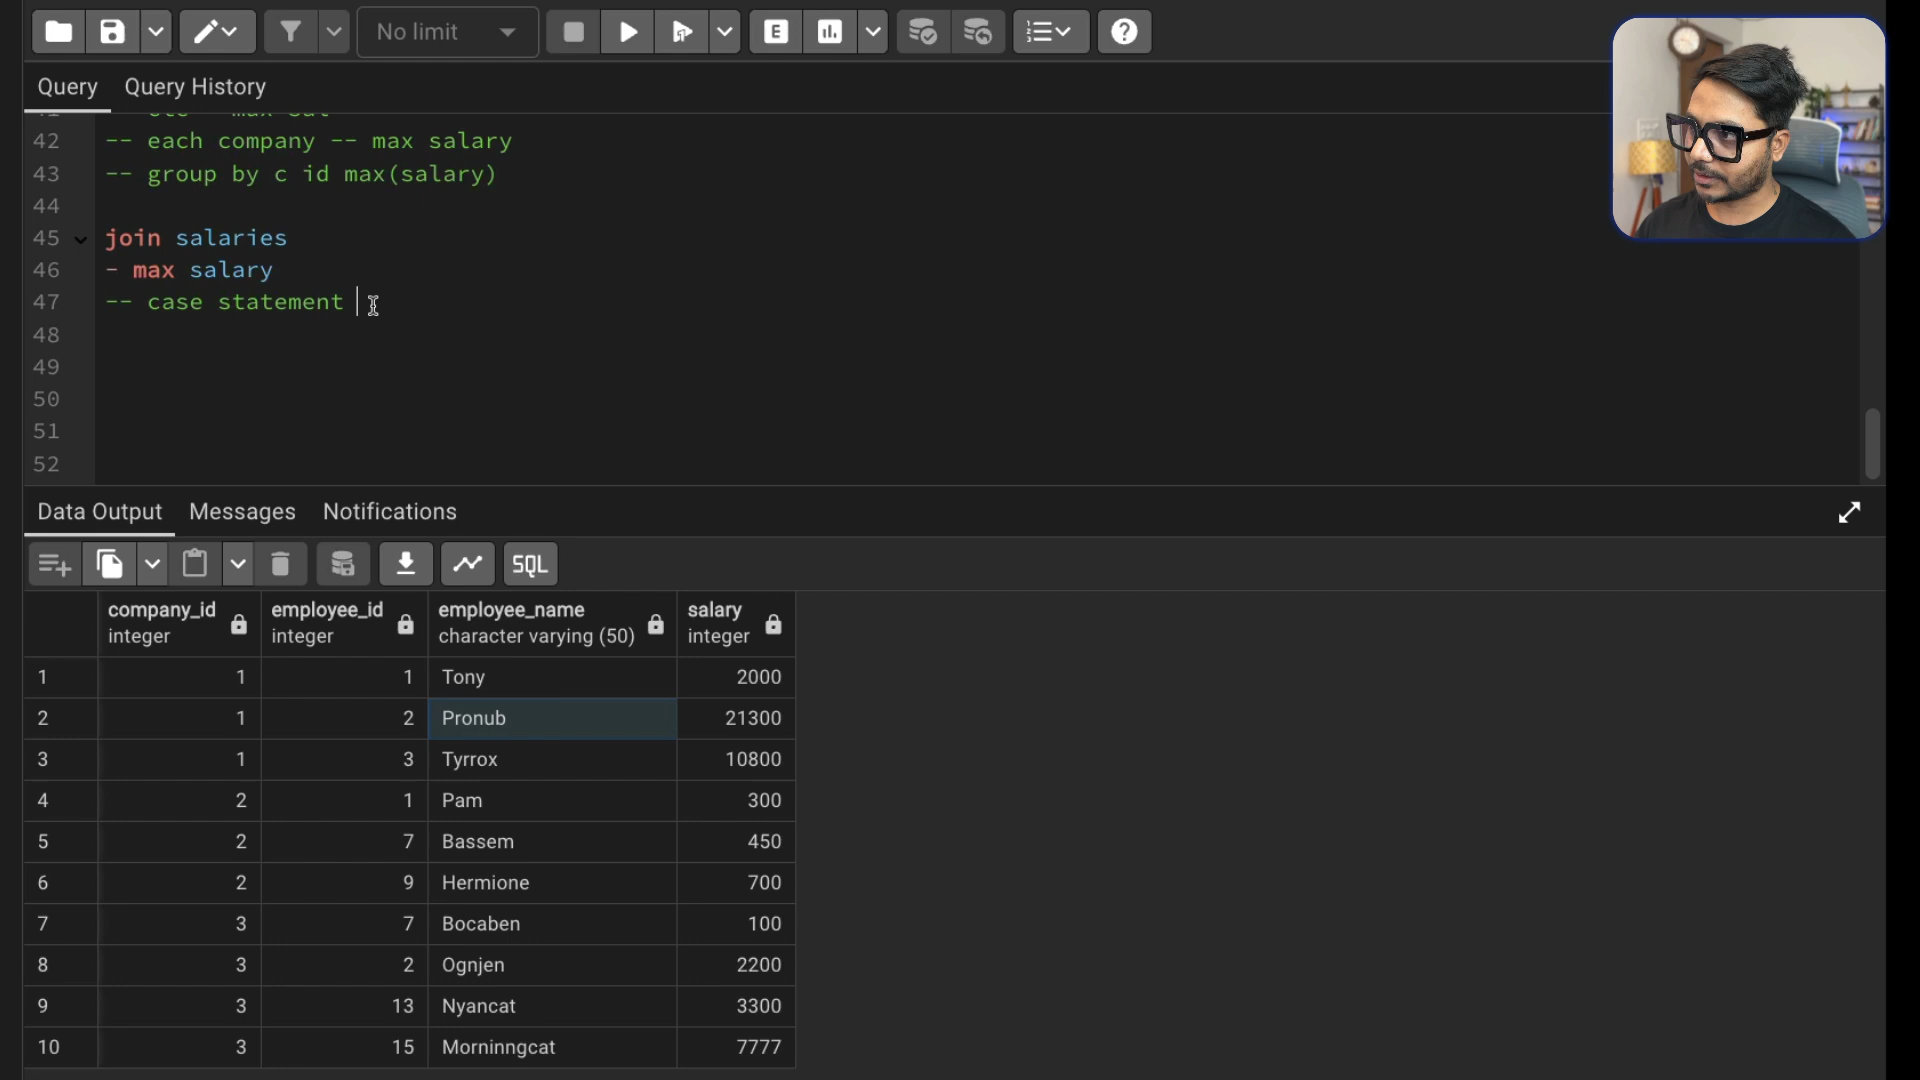 No limit
E
Query Query History
42 -- each company -- max salary
43 -- group by c id max(salary)
44
45 join salaries
46 - max salary
47 -- case statement
48
49
50
51
52
Data Output Messages Notifications
SQL
company_id integer employee_id integer employee_name character varying (50) salary integer
1 1 1 Tony 2000
2 1 2 Pronub 21300
3 1 3 Tyrrox 10800
4 2 1 Pam 300
5 2 7 Bassem 450
6 2 9 Hermione 700
7 3 7 Bocaben 100
8 3 2 Ognjen 2200
9 3 13 Nyancat 3300
10 3 15 Morninngcat 7777